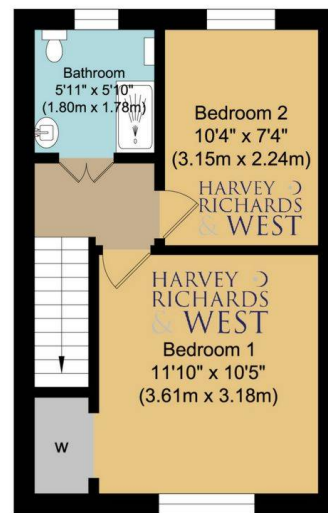 Bathroom
5'11" x 5'10"
(1.80m x 1.78m)
Bedroom 2
10'4" x 7'4"
(3.15m x 2.24m)
HARVEY
RICHARDS
& WEST
HARVEY
RICHARDS
& WEST
Bedroom 1
11'10" x 10'5"
(3.61m x 3.18m)
W